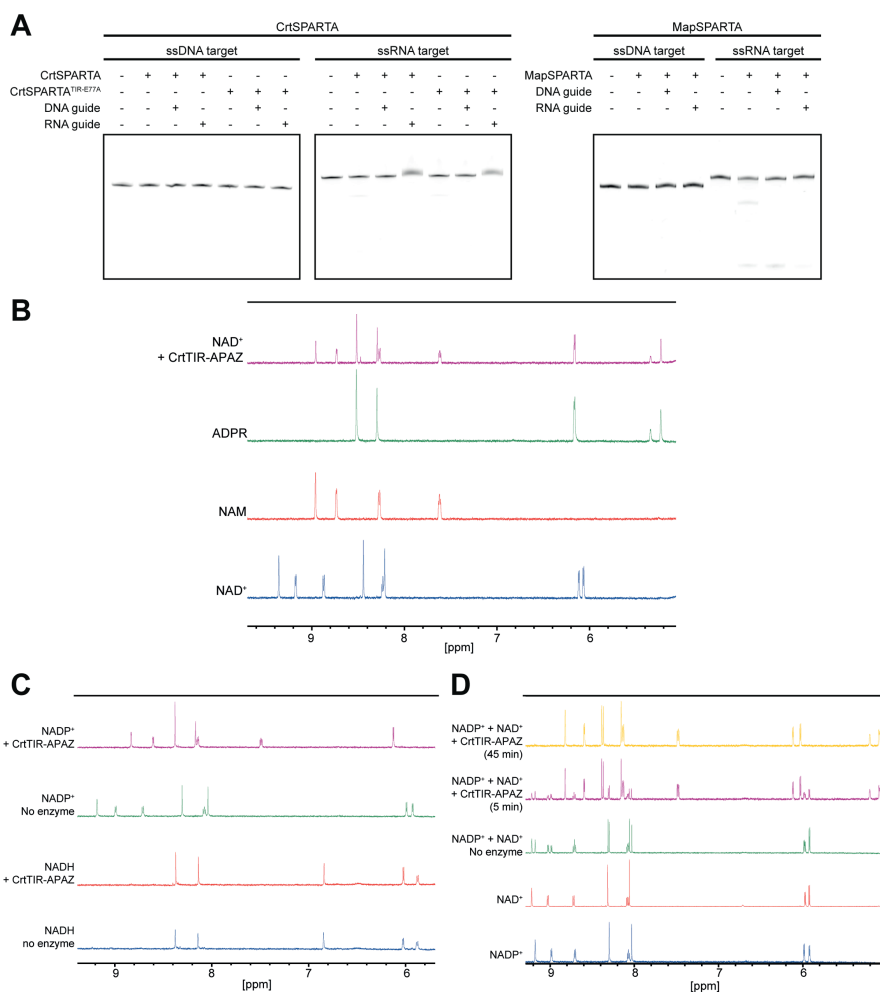 A
CrtSPARTA
MapSPARTA
ssDNA target
ssRNA target
ssDNA target
ssRNA target
CrtSPARTA - + + + - - - - + + + - - -
CrtSPARTA^TIR-E77A - - - - + + + - - - - + + +
DNA guide - - + - - + - - - + - - + -
RNA guide - - - + - - + - - - + - - +
MapSPARTA - + + + - + + +
DNA guide - - + - - - + -
RNA guide - - - + - - - +
B
NAD+
+ CrtTIR-APAZ
ADPR
NAM
NAD+
9 8 7 6
[ppm]
C
NADP+
+ CrtTIR-APAZ
NADP+
No enzyme
NADH
+ CrtTIR-APAZ
NADH
no enzyme
9 8 7 6
[ppm]
D
NADP+ + NAD+
+ CrtTIR-APAZ
(45 min)
NADP+ + NAD+
+ CrtTIR-APAZ
(5 min)
NADP+ + NAD+
No enzyme
NAD+
NADP+
9 8 7 6
[ppm]